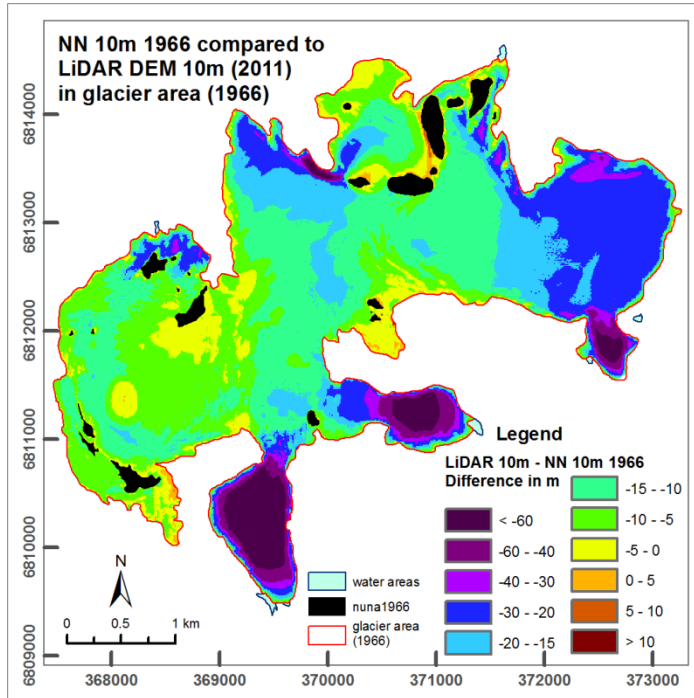 NN 10m 1966 compared to
LiDAR DEM 10m (2011)
in glacier area (1966)
6814000
6813000
6812000
6811000
6810000
6809000
Legend
LiDAR 10m - NN 10m 1966
Difference in m
< -60
-60 - -40
-40 - -30
-30 - -20
-20 - -15
-15 - -10
-10 - -5
-5 - 0
0 - 5
5 - 10
> 10
water areas
nuna1966
glacier area
(1966)
N
0 0.5 1 km
368000 369000 370000 371000 372000 373000